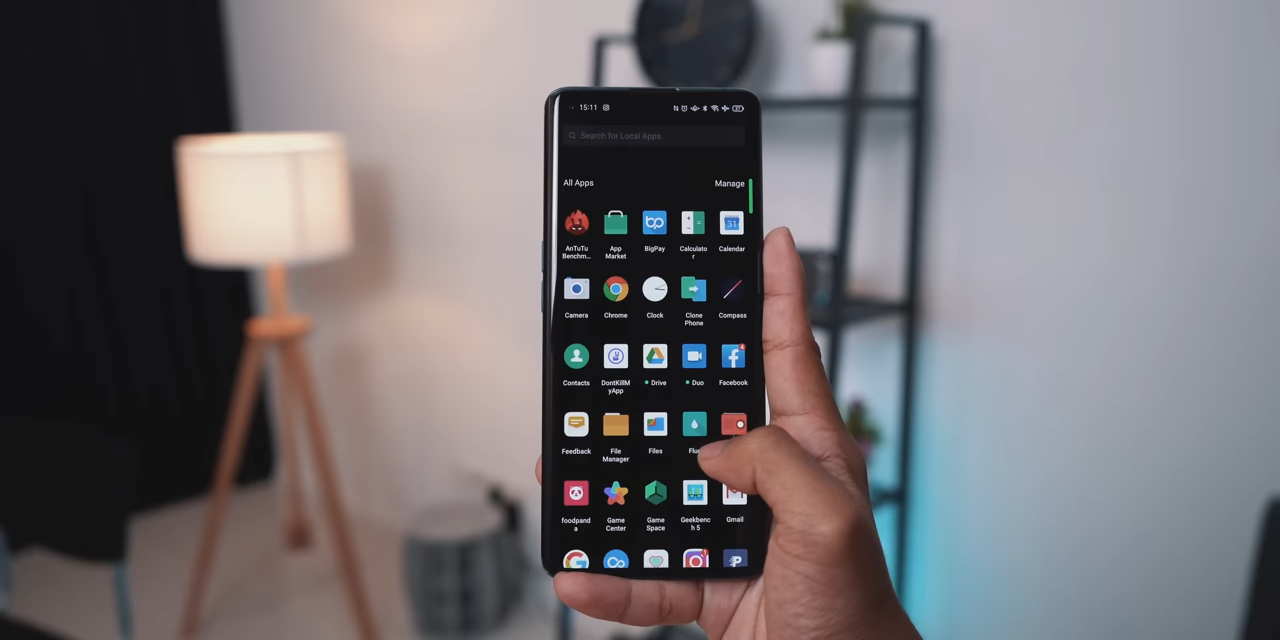 15:11
Search for Local Apps
All Apps
Manage
AnTuTu
Benchm...
App
Market
BigPay
Calculato
r
31
Calendar
Camera
Chrome
Clock
Clone
Phone
Compass
Contacts
DontKillM
yApp
Drive
Duo
4
Facebook
Feedback
File
Manager
Files
foodpand
a
Game
Center
Game
Space
Geekbenc
h 5
Gmail